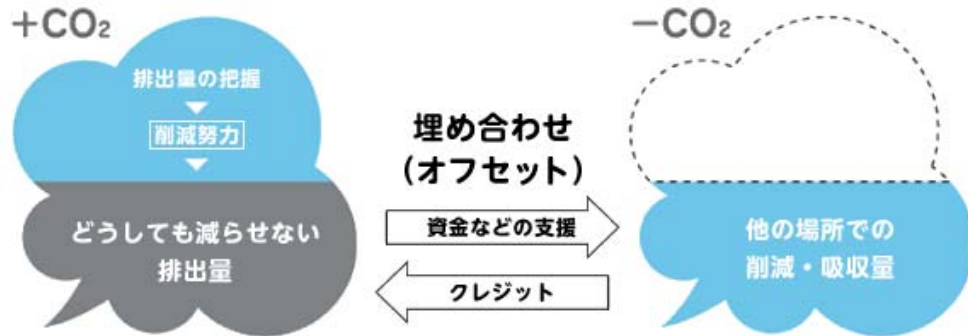 +CO₂
排出量の把握
削減努力
どうしても減らせない
排出量
埋め合わせ
(オフセット)
資金などの支援
クレジット
-CO₂
他の場所での
削減・吸収量